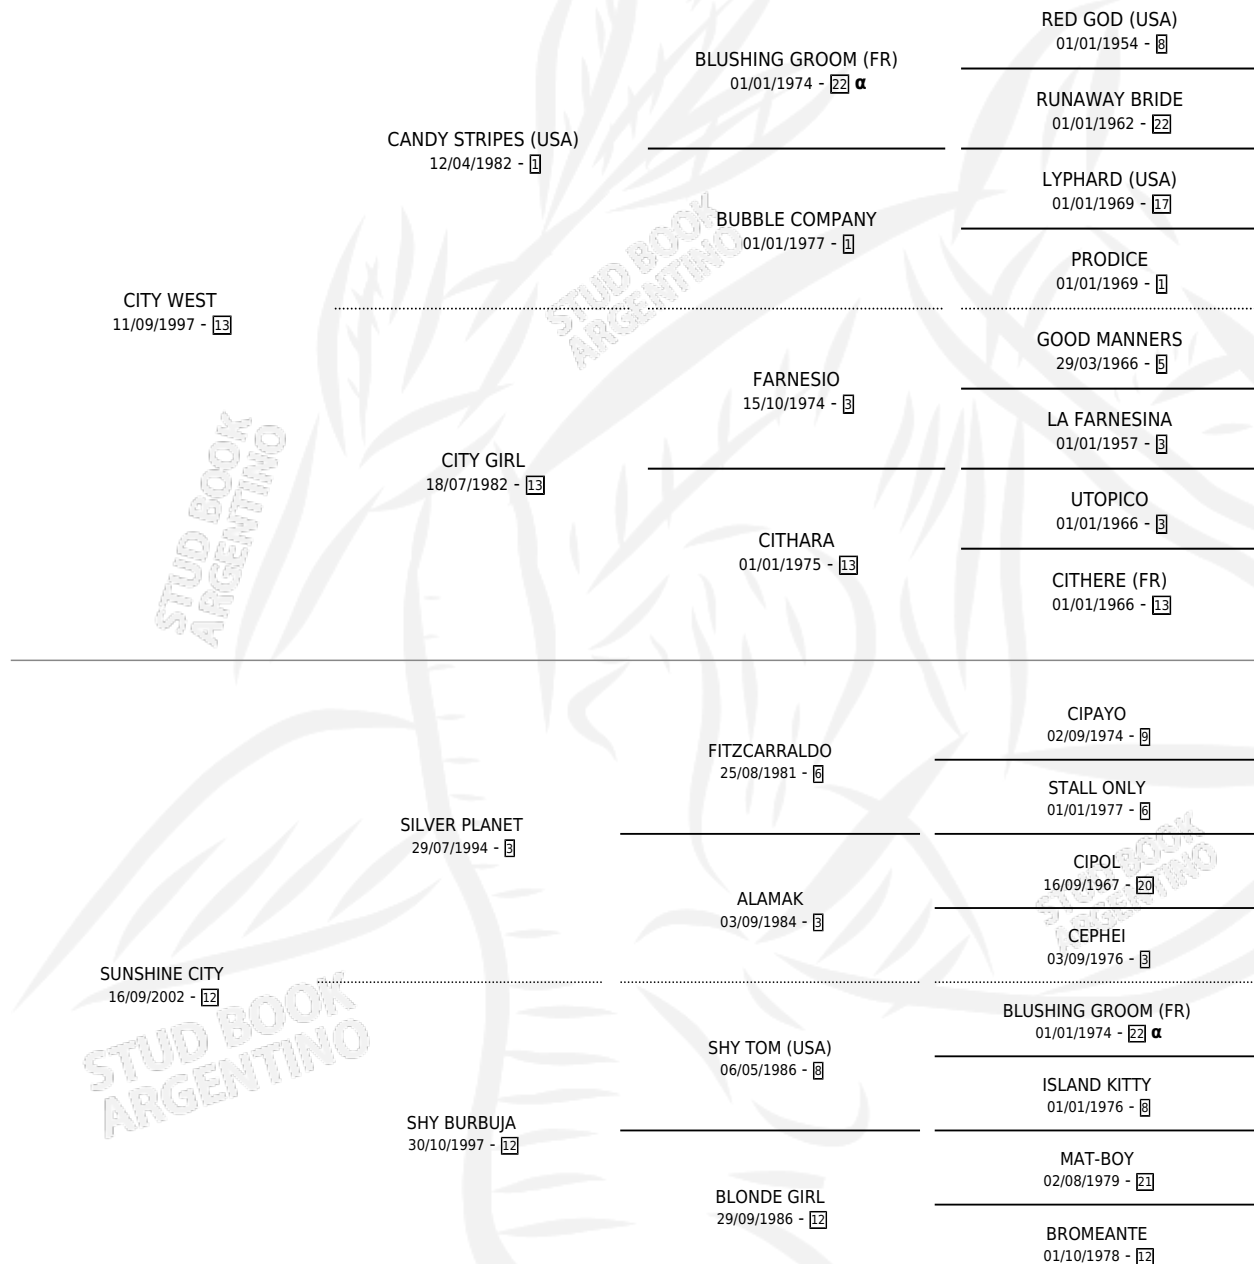 RED GOD (USA)
01/01/1954 - 8
BLUSHING GROOM (FR)
01/01/1974 - 22 α
RUNAWAY BRIDE
01/01/1962 - 22
CANDY STRIPES (USA)
12/04/1982 - 1
LYPHARD (USA)
01/01/1969 - 17
BUBBLE COMPANY
01/01/1977 - 1
PRODICE
01/01/1969 - 1
CITY WEST
11/09/1997 - 13
GOOD MANNERS
29/03/1966 - 5
FARNESIO
15/10/1974 - 3
LA FARNESINA
01/01/1957 - 3
CITY GIRL
18/07/1982 - 13
UTOPICO
01/01/1966 - 3
CITHARA
01/01/1975 - 13
CITHERE (FR)
01/01/1966 - 13
CIPAYO
02/09/1974 - 9
FITZCARRALDO
25/08/1981 - 6
STALL ONLY
01/01/1977 - 6
SILVER PLANET
29/07/1994 - 3
CIPOL
16/09/1967 - 20
ALAMAK
03/09/1984 - 3
CEPHEI
03/09/1976 - 3
SUNSHINE CITY
16/09/2002 - 12
BLUSHING GROOM (FR)
01/01/1974 - 22 α
SHY TOM (USA)
06/05/1986 - 8
ISLAND KITTY
01/01/1976 - 8
SHY BURBUJA
30/10/1997 - 12
MAT-BOY
02/08/1979 - 21
BLONDE GIRL
29/09/1986 - 12
BROMEANTE
01/10/1978 - 12
STUD BOOK
ARGENTINO
STUD BOOK
ARGENTINO
STUD BOOK
ARGENTINO
STUD BOOK
ARGENTINO